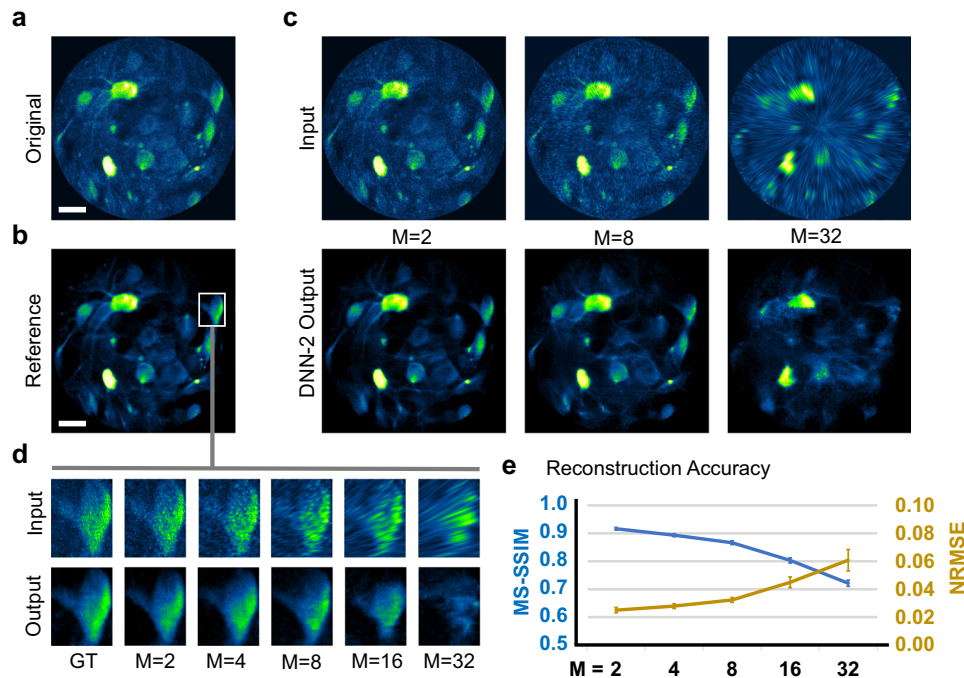 a
Original
b
Reference
c
Input
M=2
M=8
M=32
DNN-2 Output
d
Input
Output
GT
M=2
M=4
M=8
M=16
M=32
e
Reconstruction Accuracy
MS-SSIM
1.0
0.9
0.8
0.7
0.6
0.5
0.10
0.08
0.06
0.04
0.02
0.00
NRMSE
M = 2 4 8 16 32